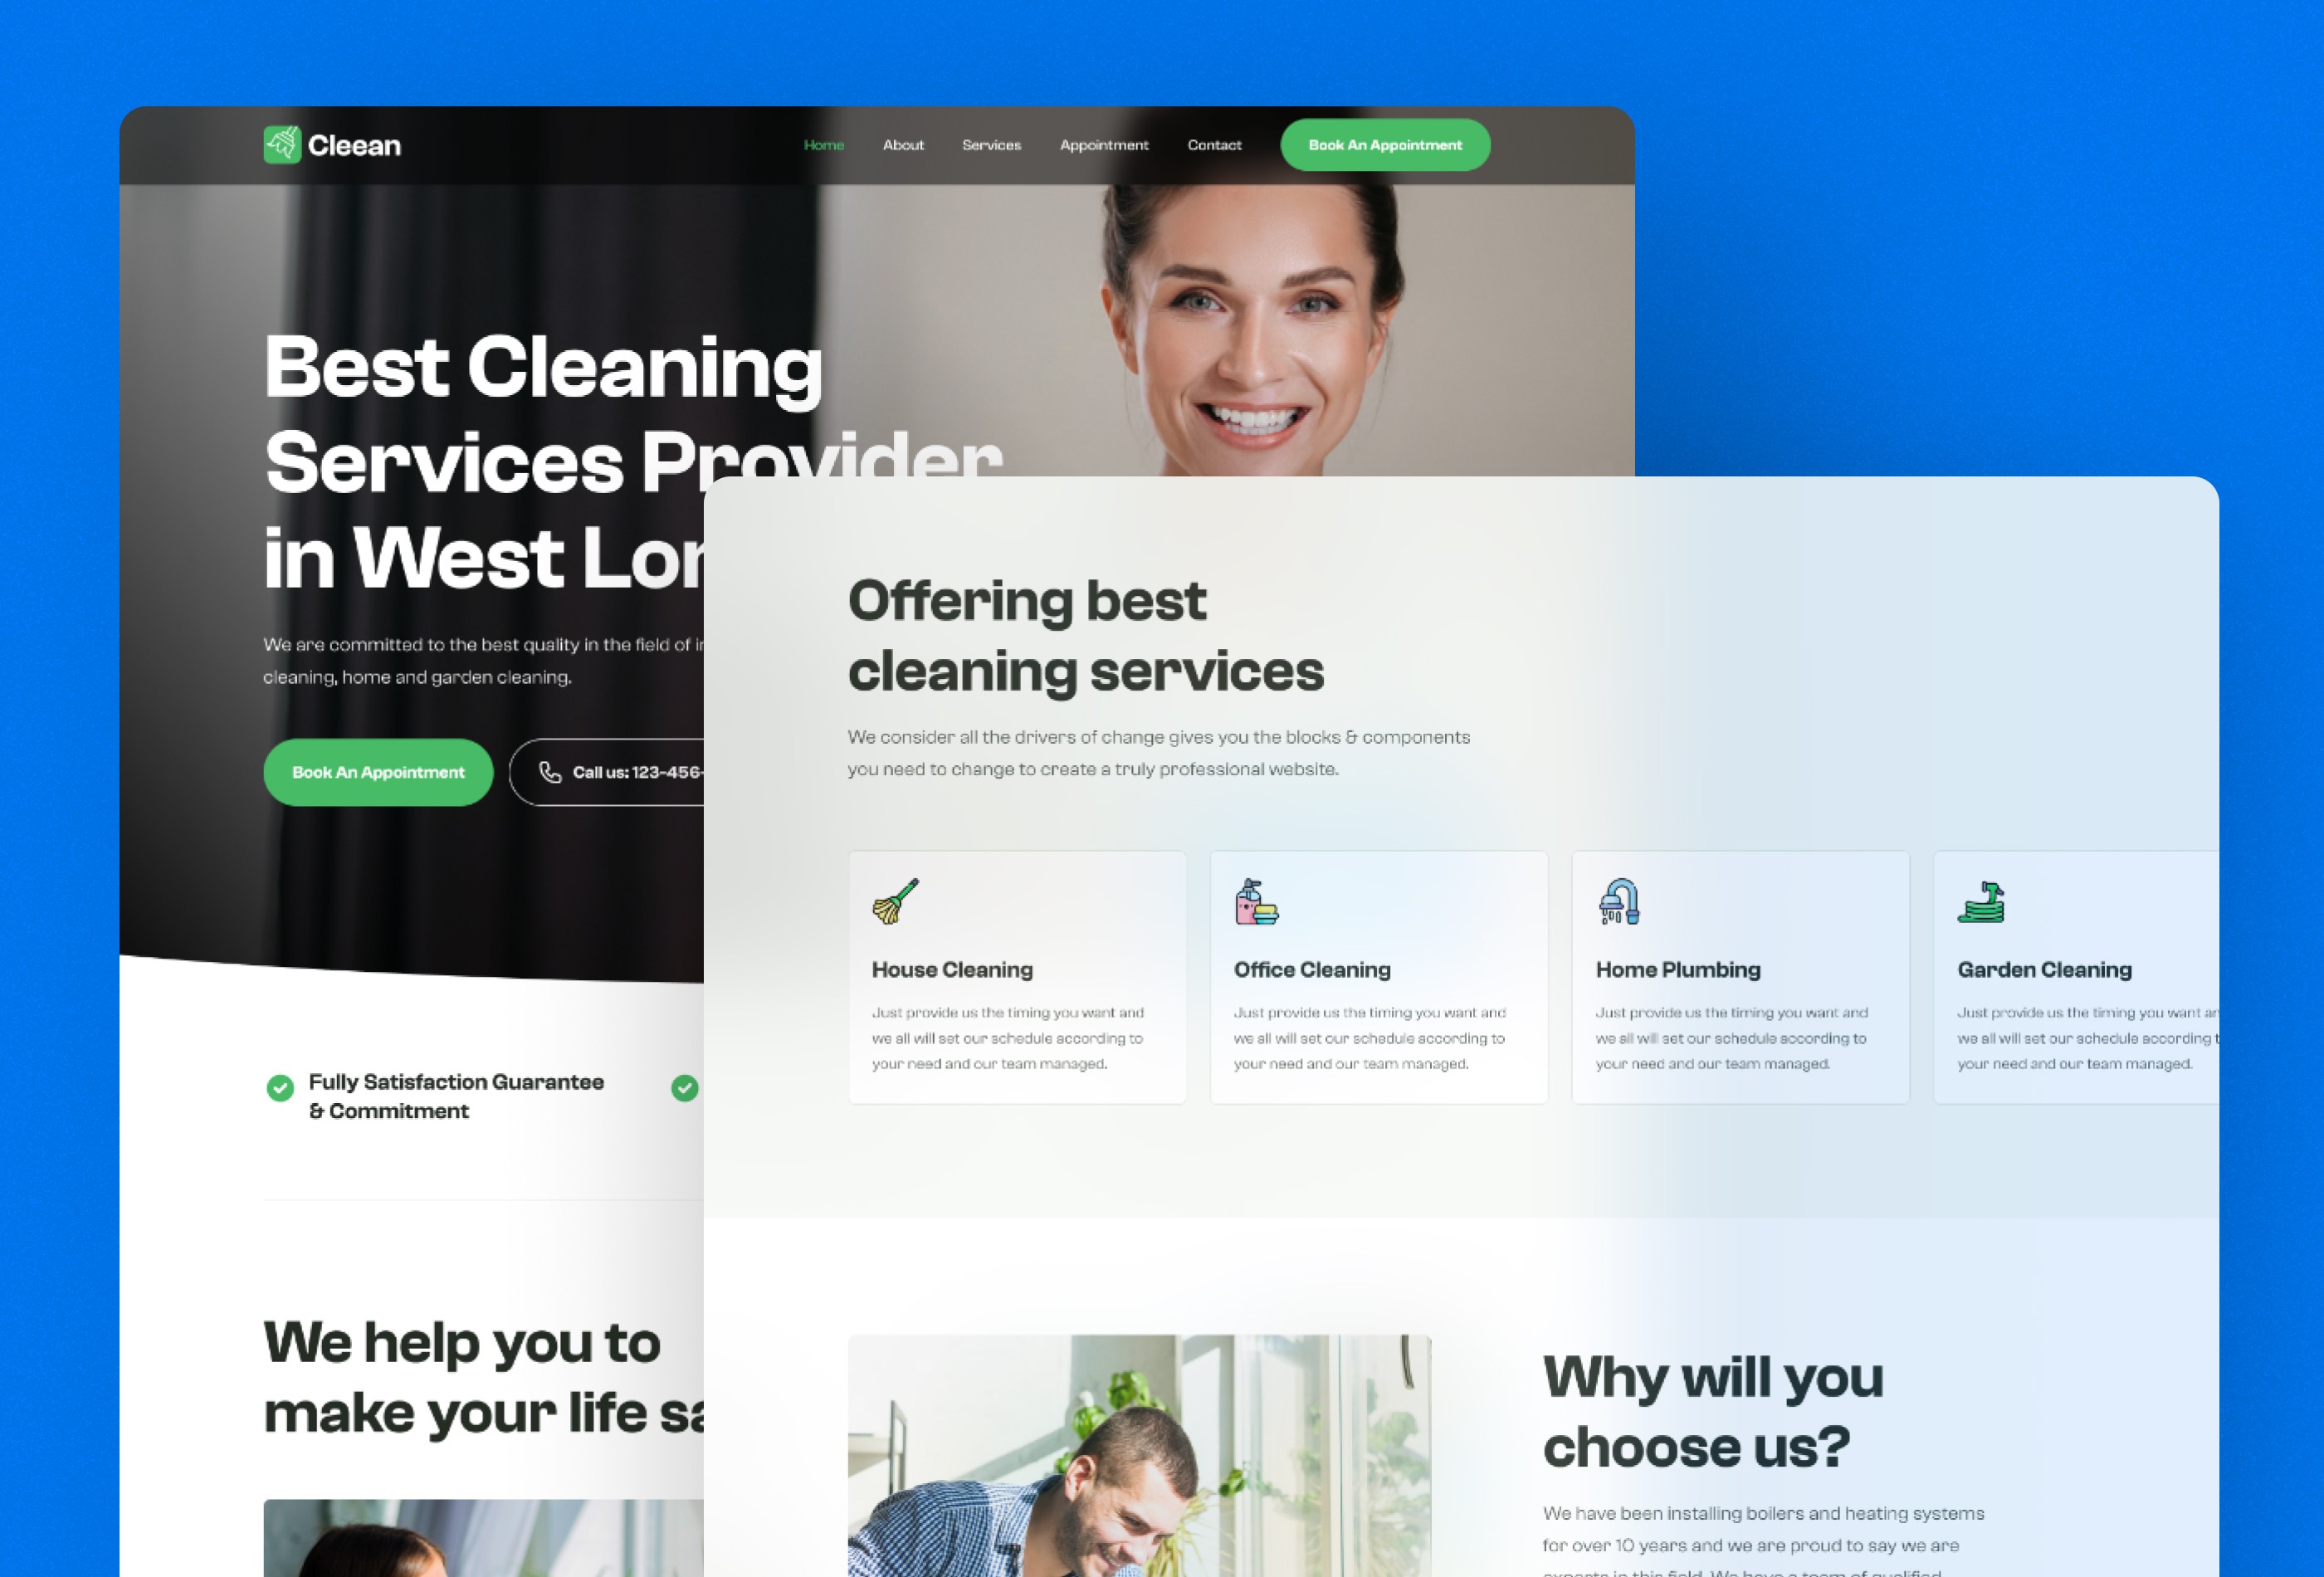 Cleean
Home About Services Appointment Contact Book An Appointment
Best Cleaning
Services Provider
in West
We are committed to the best quality in the field of
cleaning, home and garden cleaning.
Book An Appointment Call us: 123-456-
Fully Satisfaction Guarantee
& Commitment
We help you to
make your life
Offering best
cleaning services
We consider all the drivers of change gives you the blocks & components
you need to change to create a truly professional website.
House Cleaning
Just provide us the timing you want and
we all will set our schedule according to
your need and our team managed.
Office Cleaning
Just provide us the timing you want and
we all will set our schedule according to
your need and our team managed.
Home Plumbing
Just provide us the timing you want and
we all will set our schedule according to
your need and our team managed.
Garden Cleaning
Just provide us the timing you want
we all will set our schedule according
your need and our team managed.
Why will you
choose us?
We have been installing boilers and heating systems
for over 10 years and we are proud to say we are